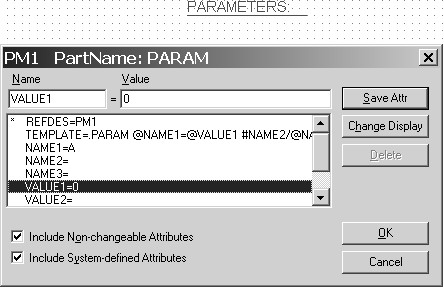 PARAMETERS:
PM1 PartName: PARAM
Name Value
VALUE1 = 0
Save Attr
* REFDES=PM1
TEMPLATE=.PARAM @NAME1=@VALUE1 #NAME2/@NA
Change Display
NAME1=A
NAME2=
Delete
NAME3=
VALUE1=0
VALUE2=
Include Non-changeable Attributes
OK
Include System-defined Attributes
Cancel